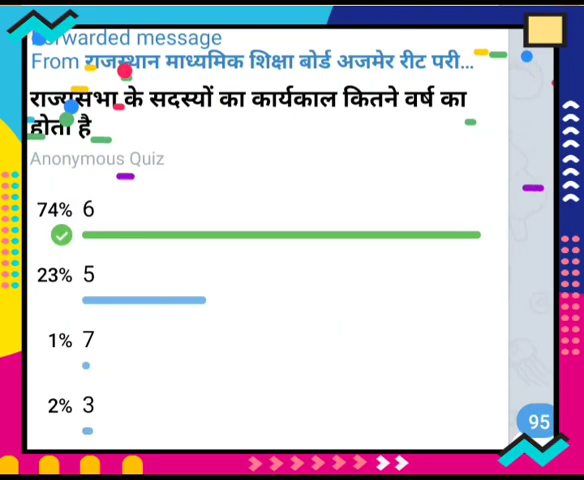 Forwarded message
From राजस्थान माध्यमिक शिक्षा बोर्ड अजमेर रीट परी...
राज्यसभा के सदस्यों का कार्यकाल कितने वर्ष का
होता है
Anonymous Quiz
74% 6
23% 5
1% 7
2% 3
95